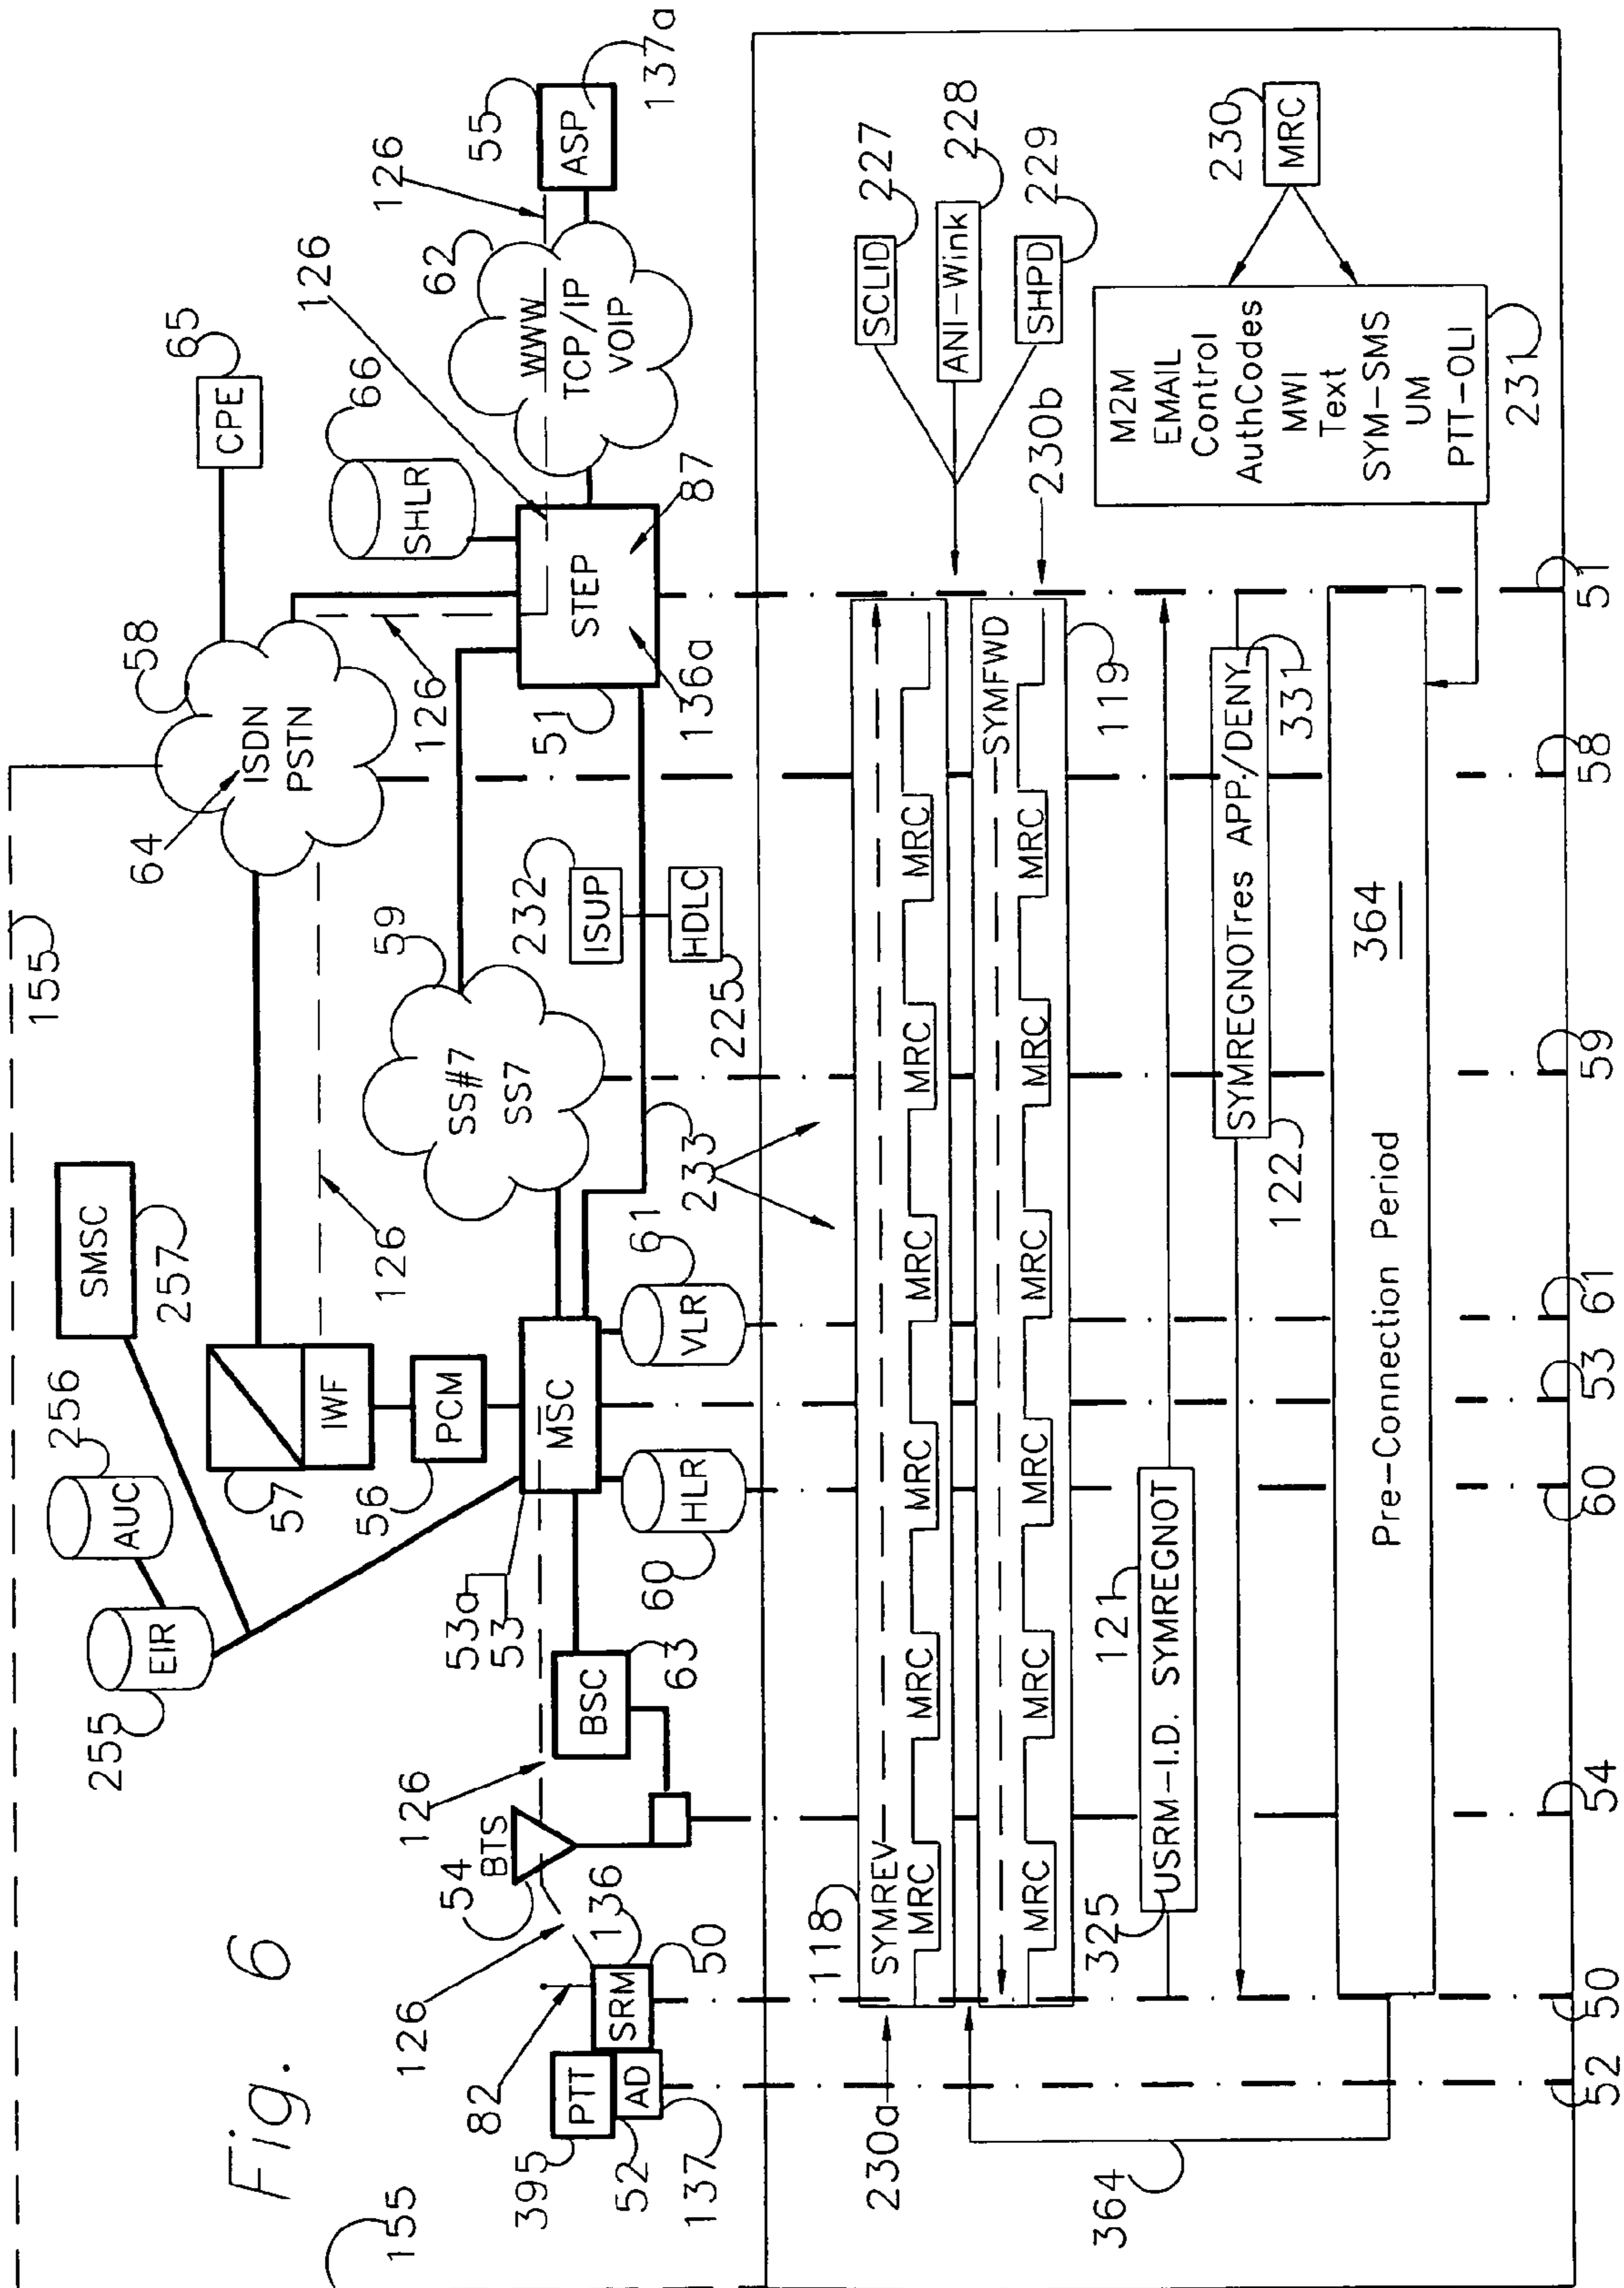 Fig. 6
155
155
SMSC
257
AUC
256
EIR
255
57
IWF
PCM
56
126
ISDN
PSTN
58
64
CPE
65
SHLR
66
126
126
126
WWW
TCP/IP
VOIP
62
ASP
55
137a
STEP
87
136a
51
SS#7
SS7
59
ISUP
232
HDLC
225
MSC
53a
53
VLR
61
HLR
60
BSC
63
BTS
54
126
126
136
SRM
50
82
PTT
AD
395
52
137
233
118
SYMREV
MRC
MRC
MRC
MRC
MRC
MRC
230a
SYMFWD
MRC
MRC
MRC
MRC
MRC
MRC
119
230b
SCLID
227
ANI-Wink
228
SHPD
229
MRC
230
M2M
EMAIL
Control
AuthCodes
MWI
Text
SYM-SMS
UM
PTT-OLI
231
325
USRM-I.D. SYMREGNOT
121
SYMREGNOTres APP./DENY
122
331
Pre-Connection Period
364
364
52
50
54
60
53
61
59
58
51